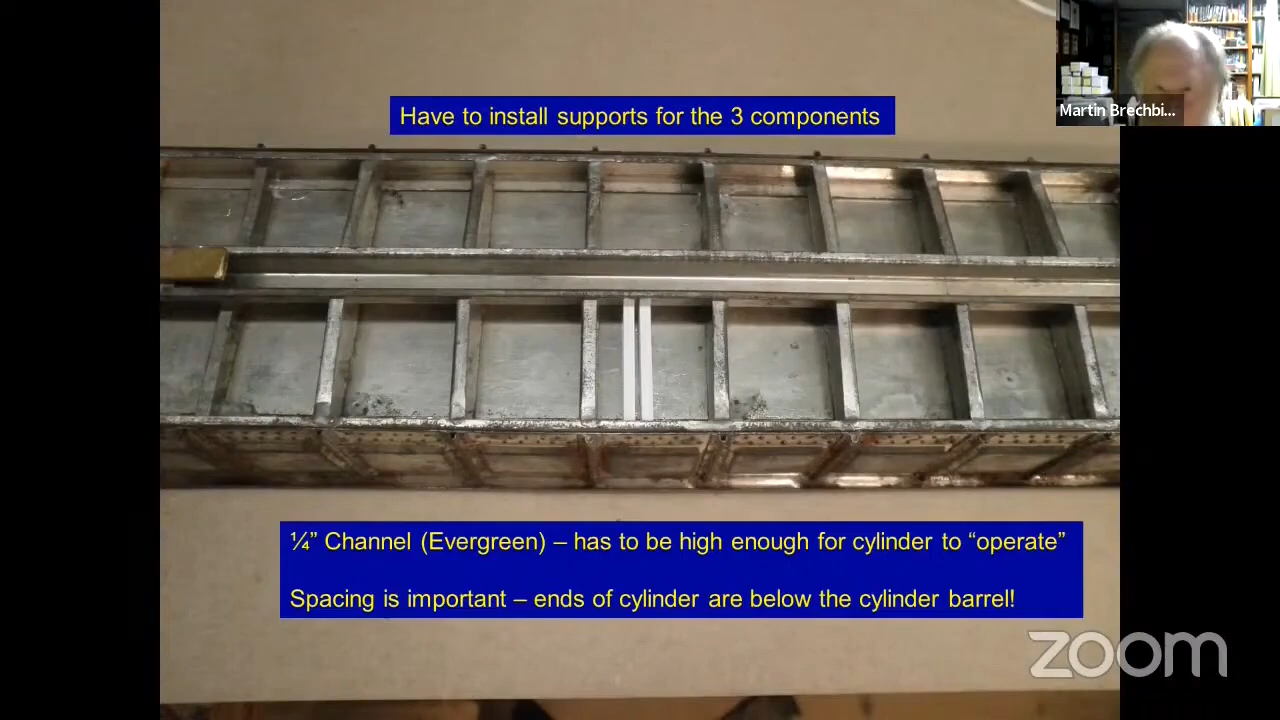 Martin Brechbi...
Have to install supports for the 3 components
¼” Channel (Evergreen) – has to be high enough for cylinder to “operate”
Spacing is important – ends of cylinder are below the cylinder barrel!
zoom